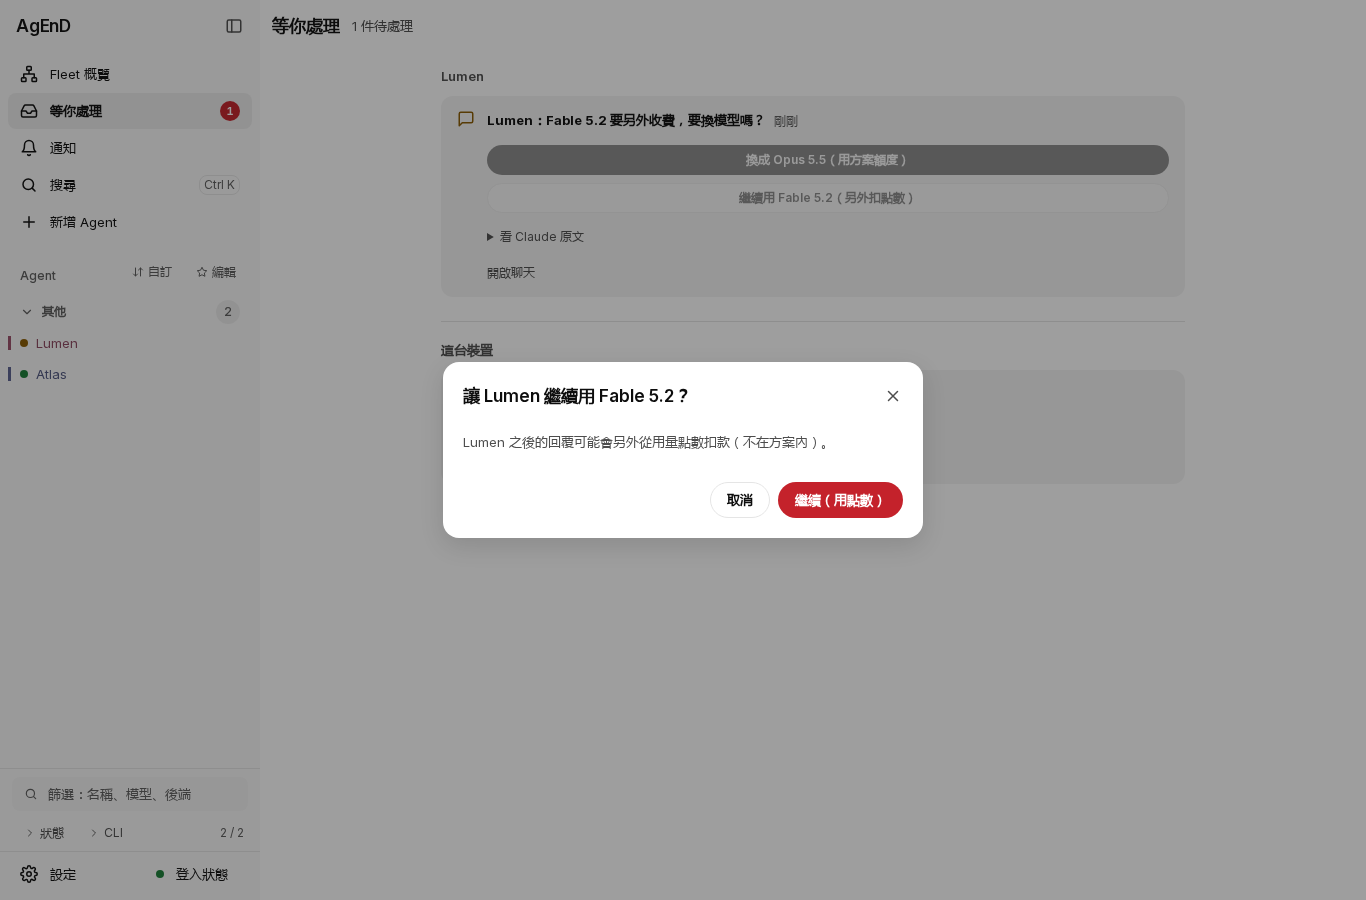 AgEnD
Fleet 概覽
等你處理
1
通知
搜尋
Ctrl K
新增 Agent
Agent
自訂
編輯
其他
2
Lumen
Atlas
篩選：名稱、模型、後端
狀態
CLI
2 / 2
設定
登入狀態
等你處理
1 件待處理
Lumen
Lumen：Fable 5.2 要另外收費，要換模型嗎？
剛剛
換成 Opus 5.5（用方案額度）
繼續用 Fable 5.2（另外扣點數）
看 Claude 原文
開啟聊天
這台裝置
讓 Lumen 繼續用 Fable 5.2？
Lumen 之後的回覆可能會另外從用量點數扣款（不在方案內）。
取消
繼續（用點數）